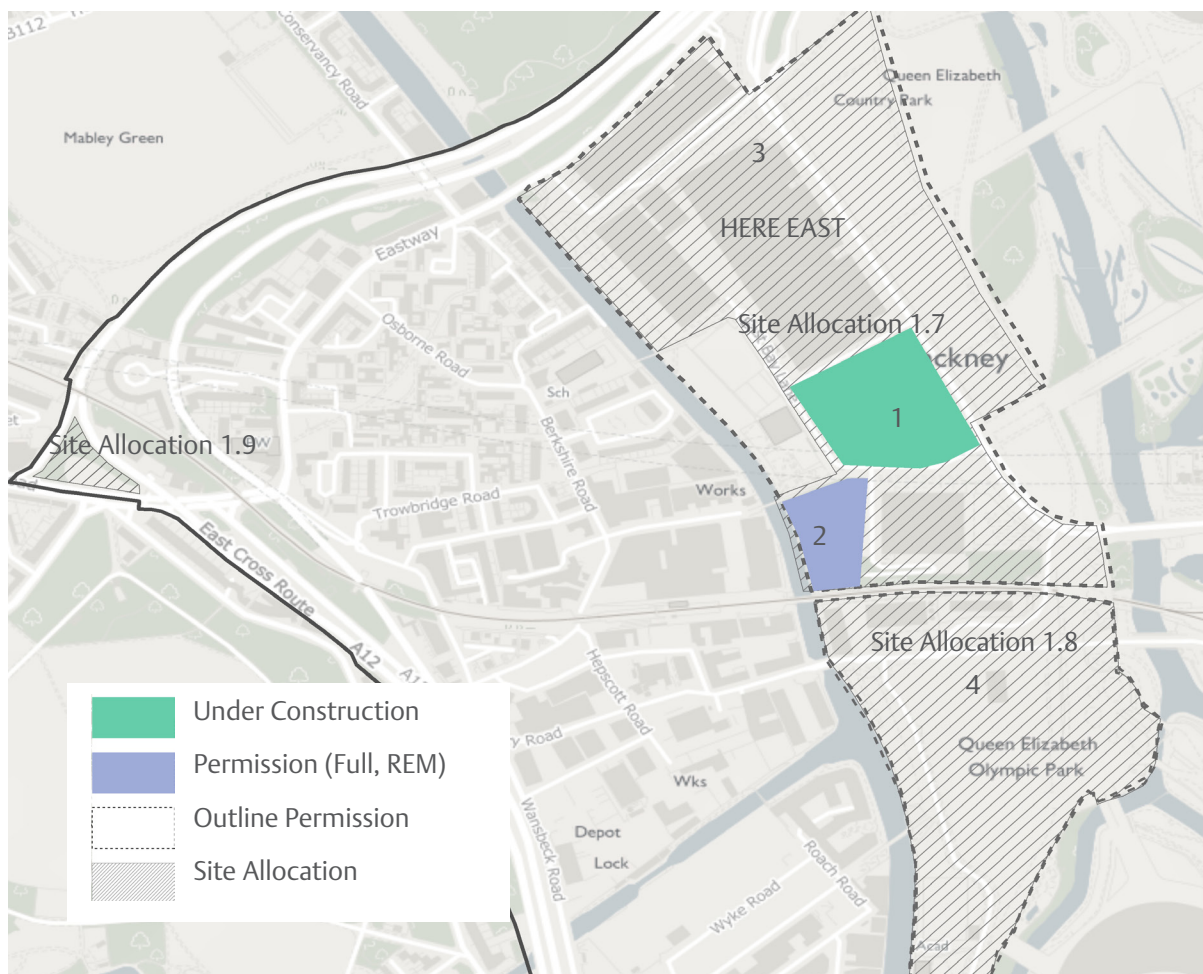 B112
Conservancy Road
Queen Elizabeth
Country Park
Mabley Green
3
HERE EAST
Eastway
Osborne Road
Site Allocation 1.7
ckney
Sch
1
Site Allocation 1.9
Berkshire Road
Works
Trowbridge Road
2
East Cross Route
A12
Site Allocation 1.8
4
Hepscott Road
Queen Elizabeth
Olympic Park
Under Construction
Permission (Full, REM)
Outline Permission
Site Allocation
Road
Wks
Wansbeck Road
Depot
Lock
Roach Road
Wyke Road
Acad